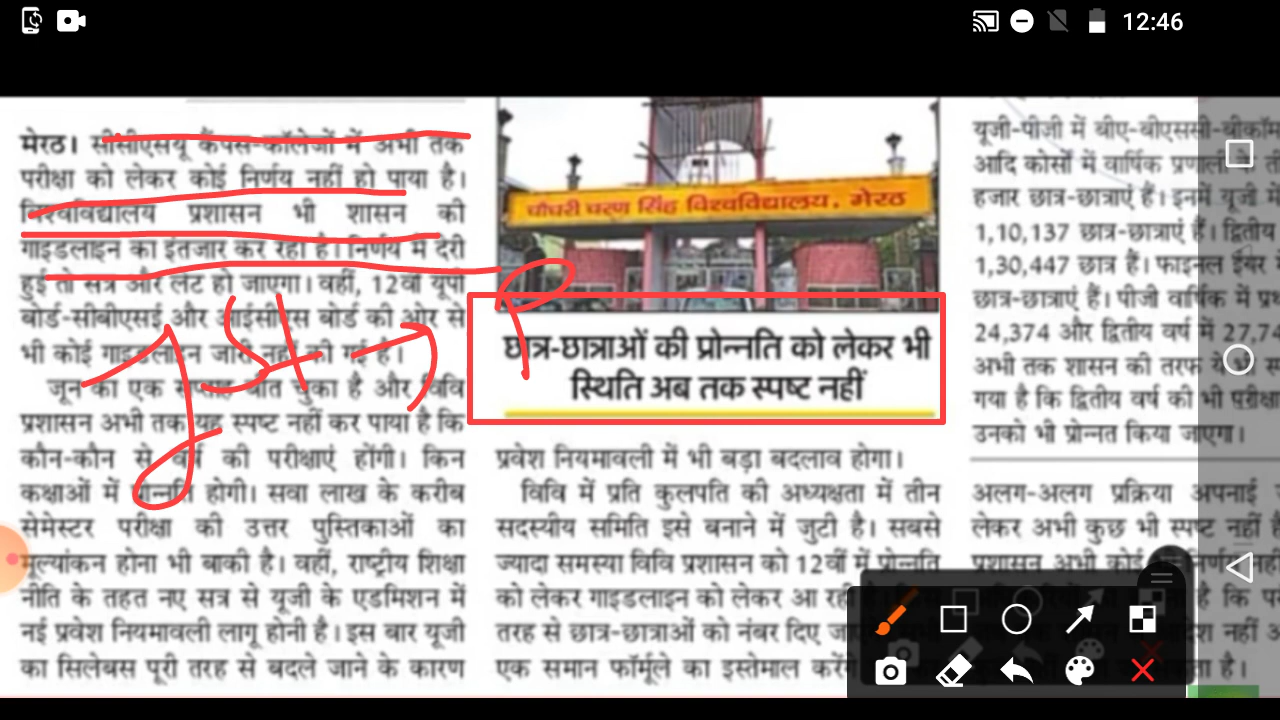 12:46
मेरठ। सीसीएसयू कैंपस-कॉलेजों में अभी तक
परीक्षा को लेकर कोई निर्णय नहीं हो पाया है।
विश्वविद्यालय प्रशासन भी शासन की
गाइडलाइन का इंतजार कर रहा है। निर्णय में देरी
हुई तो सत्र और लेट हो जाएगा। वहीं, 12वीं यूपी
बोर्ड-सीबीएसई और आईसीएस बोर्ड की ओर से
भी कोई गाइडलाइन जारी नहीं की गई है।
जून का एक सप्ताह बीत चुका है और विवि
प्रशासन अभी तक यह स्पष्ट नहीं कर पाया है कि
कौन-कौन से वर्ष की परीक्षाएं होंगी। किन
कक्षाओं में प्रोन्नति होगी। सवा लाख के करीब
सेमेस्टर परीक्षा की उत्तर पुस्तिकाओं का
मूल्यांकन होना भी बाकी है। वहीं, राष्ट्रीय शिक्षा
नीति के तहत नए सत्र से यूजी के एडमिशन में
नई प्रवेश नियमावली लागू होनी है। इस बार यूजी
का सिलेबस पूरी तरह से बदले जाने के कारण
चौधरी चरण सिंह विश्वविद्यालय, मेरठ
छात्र-छात्राओं की प्रोन्नति को लेकर भी
स्थिति अब तक स्पष्ट नहीं
प्रवेश नियमावली में भी बड़ा बदलाव होगा।
विवि में प्रति कुलपति की अध्यक्षता में तीन
सदस्यीय समिति इसे बनाने में जुटी है। सबसे
ज्यादा समस्या विवि प्रशासन को 12वीं में प्रोन्नति
को लेकर गाइडलाइन को लेकर आ रही
तरह से छात्र-छात्राओं को नंबर दिए
एक समान फॉर्मूले का इस्तेमाल करेंगे
यूजी-पीजी में बीए-बीएससी-बीकॉम
आदि कोर्सों में वार्षिक प्रणाली के
हजार छात्र-छात्राएं हैं। इनमें यूजी में
1,10,137 छात्र-छात्राएं हैं। द्वितीय
1,30,447 छात्र हैं। फाइनल ईयर
छात्र-छात्राएं हैं। पीजी वार्षिक में
24,374 और द्वितीय वर्ष में 27,74
अभी तक शासन की तरफ
गया है कि द्वितीय वर्ष की भी परीक्षा
उनको भी प्रोन्नत किया जाएगा।
अलग-अलग प्रक्रिया अपनाई
लेकर अभी कुछ भी स्पष्ट नहीं
प्रशासन अभी कोई
है कि
नहीं
है।